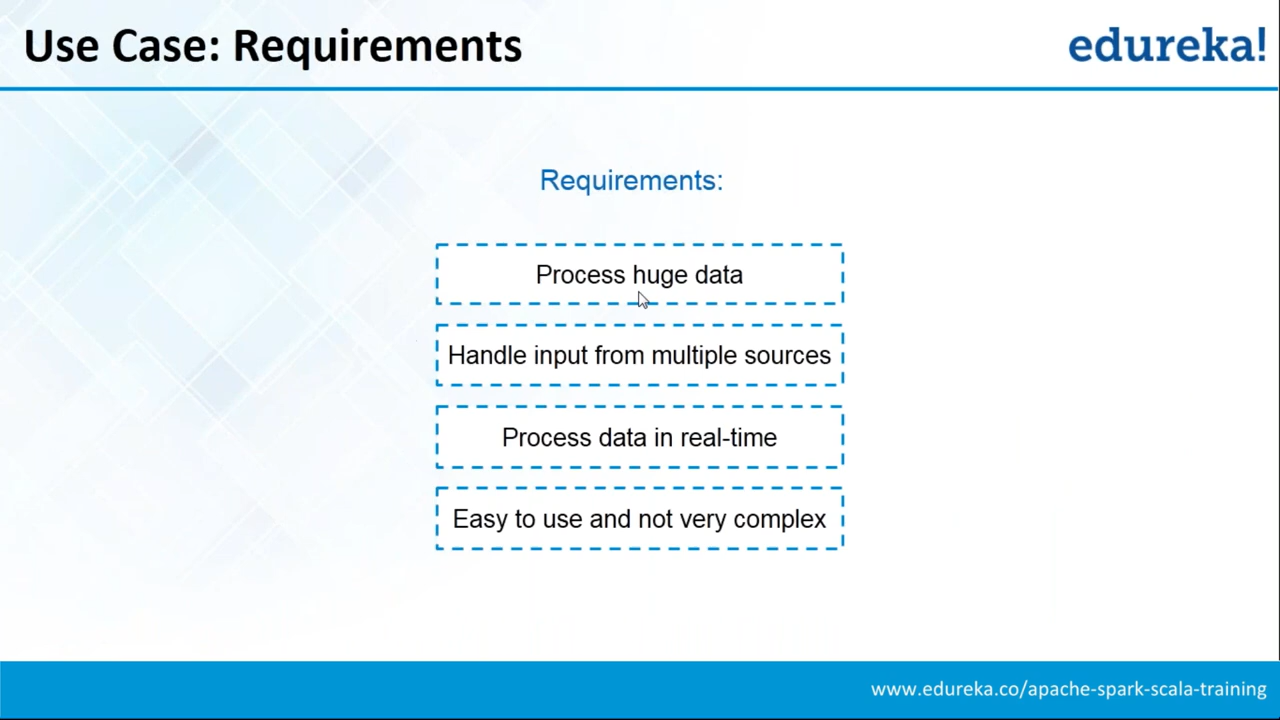 Use Case: Requirements
edureka!
Requirements:
Process huge data
Handle input from multiple sources
Process data in real-time
Easy to use and not very complex
www.edureka.co/apache-spark-scala-training